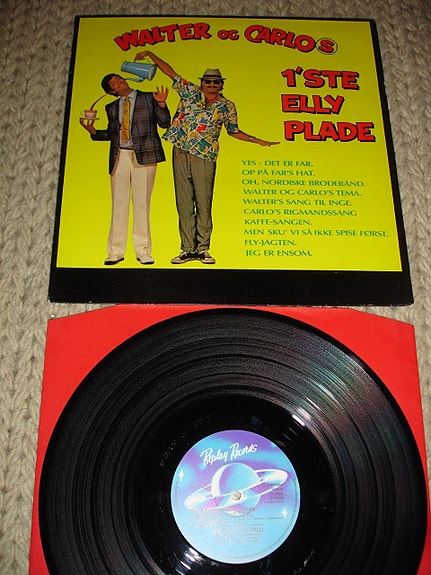 WALTER OG CARLOS
1'STE
ELLY
PLADE
YES - DET ER FAR.
OP PÅ FAR'S HAT.
OH, NORDISKE BRODERÅND.
WALTER OG CARLO'S TEMA.
WALTER'S SANG TIL INGE.
CARLO'S RIGMANDSSANG
KAFFE-SANGEN.
MEN SKU' VI SÅ IKKE SPISE FØRST.
FLY-JAGTEN.
JEG ER ENSOM.
Replay Records